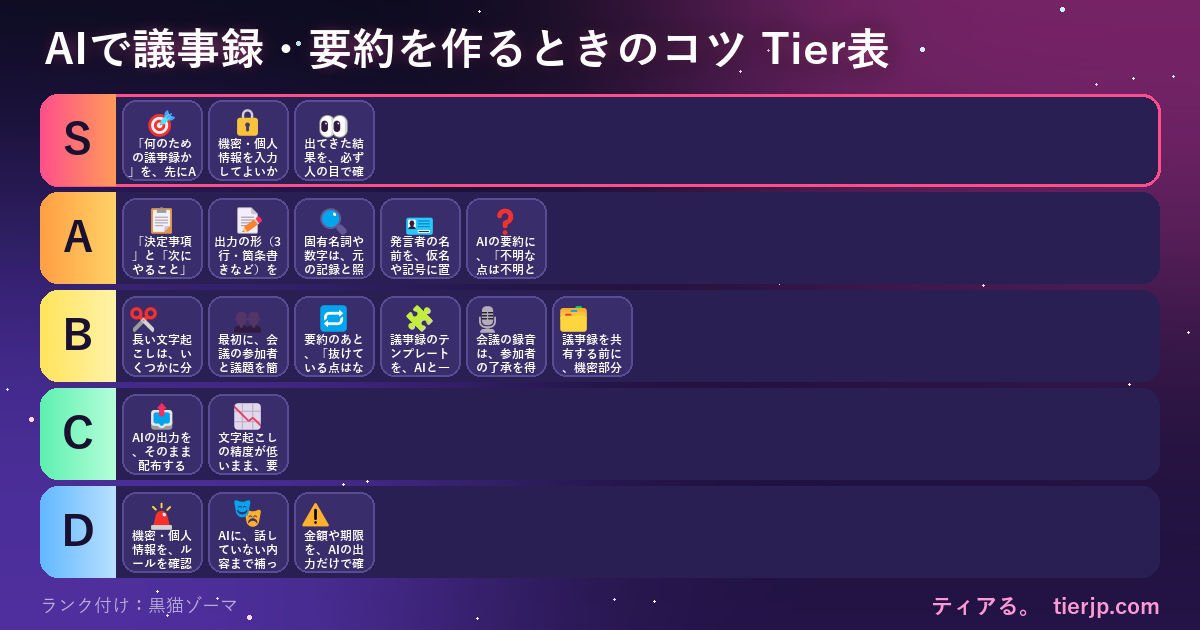 AIで議事録・要約を作るときのコツ Tier表
S
「何のため
の議事録か
」を、先にA
機密・個人
情報を入力
してよいか
出てきた結
果を、必ず
人の目で確
A
「決定事項
」と「次に
やること」
出力の形（3
行・箇条書
きなど）を
固有名詞や
数字は、元
の記録と照
発言者の名
前を、仮名
や記号に置
AIの要約に
、「不明な
点は不明と
B
長い文字起
こしは、い
くつかに分
最初に、会
議の参加者
と議題を簡
要約のあと
、「抜けて
いる点はな
議事録のテ
ンプレート
を、AIと一
会議の録音
は、参加者
の了承を得
議事録を共
有する前に
、機密部分
C
AIの出力を
、そのまま
配布する
文字起こし
の精度が低
いまま、要
D
機密・個人
情報を、ル
ールを確認
AIに、話し
ていない内
容まで補っ
金額や期限
を、AIの出
力だけで確
ランク付け：黒猫ゾーマ
ティアる。 tierjp.com